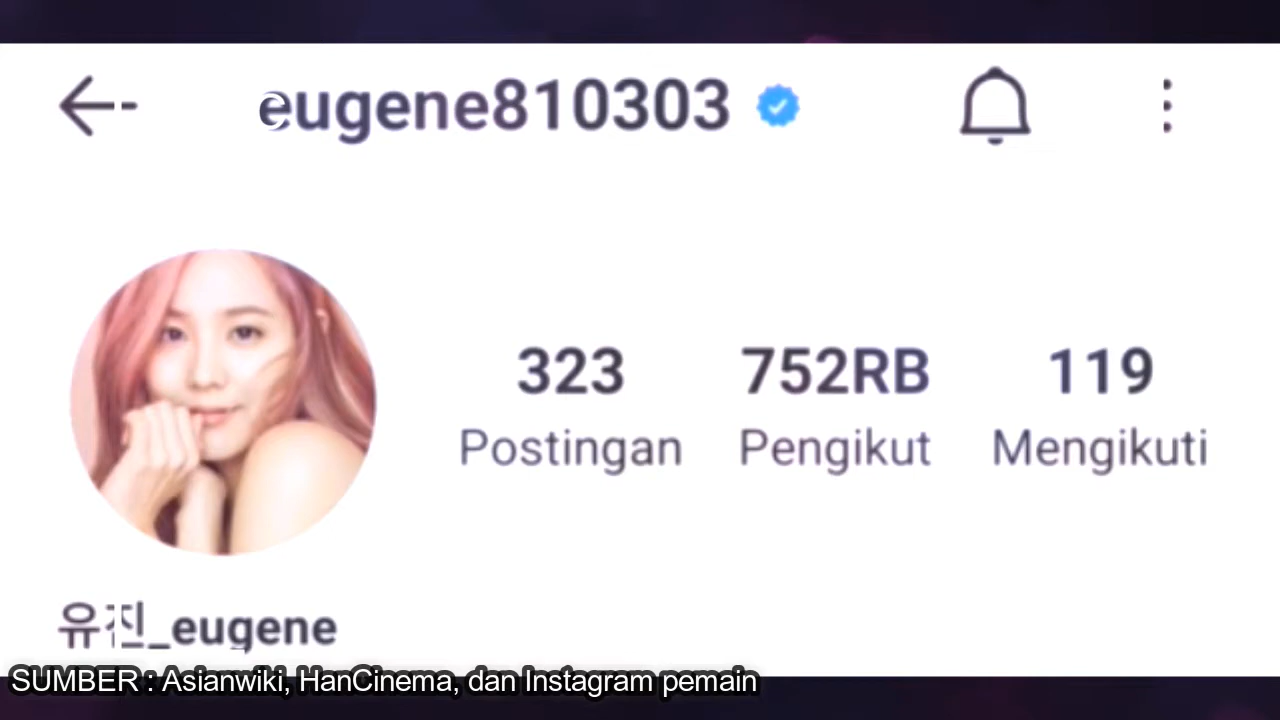 eugene810303
323 752RB 119
Postingan Pengikut Mengikuti
유진_eugene
SUMBER : Asianwiki, HanCinema, dan Instagram pemain